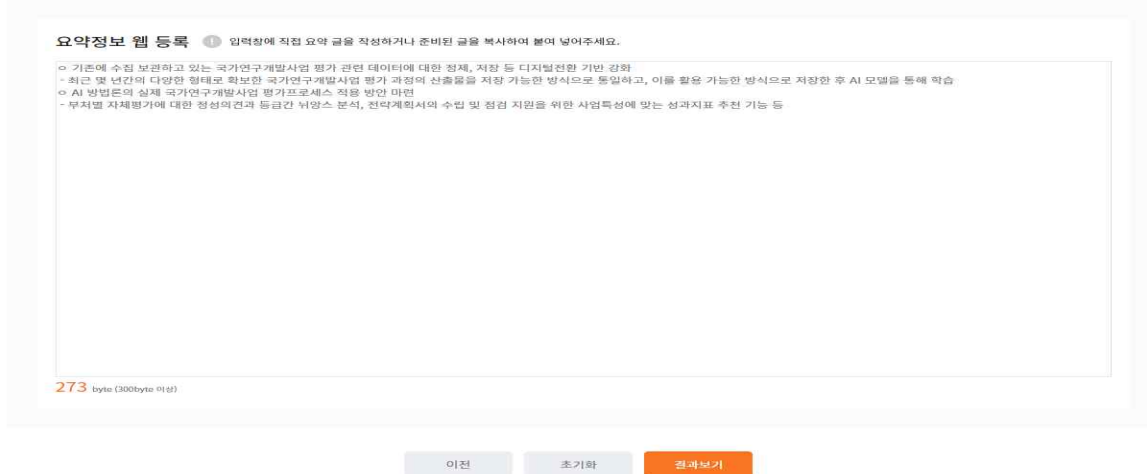 요약정보 웹 등록 ! 입력창에 직접 요약 글을 작성하거나 준비된 글을 복사하여 붙여 넣어주세요.
ㅇ 기존에 수집 보관하고 있는 국가연구개발사업 평가 관련 데이터에 대한 정제, 저장 등 디지털전환 기반 강화
- 최근 몇 년간의 다양한 형태로 확보한 국가연구개발사업 평가 과정의 산출물을 저장 가능한 방식으로 통일하고, 이를 활용 가능한 방식으로 저장한 후 AI 모델을 통해 학습
ㅇ AI 방법론의 실제 국가연구개발사업 평가프로세스 적용 방안 마련
- 부처별 자체평가에 대한 정성의견과 등급간 뉘앙스 분석, 전략계획서의 수립 및 점검 지원을 위한 사업특성에 맞는 성과지표 추천 기능 등
273 byte (300byte 이상)
이전 초기화 결과보기